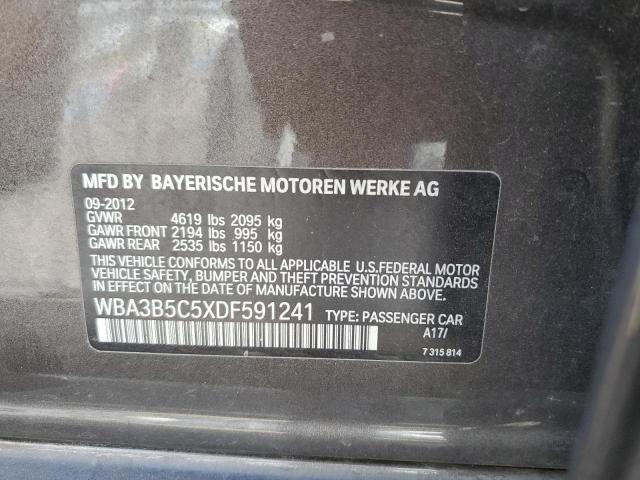 MFD BY BAYERISCHE MOTOREN WERKE AG
09-2012
GVWR 4619 lbs 2095 kg
GAWR FRONT 2194 lbs 995 kg
GAWR REAR 2535 lbs 1150 kg
THIS VEHICLE CONFORMS TO ALL APPLICABLE U.S.FEDERAL MOTOR
VEHICLE SAFETY, BUMPER AND THEFT PREVENTION STANDARDS
IN EFFECT ON THE DATE OF MANUFACTURE SHOWN ABOVE.
WBA3B5C5XDF591241 TYPE: PASSENGER CAR
A17/
7 315 814